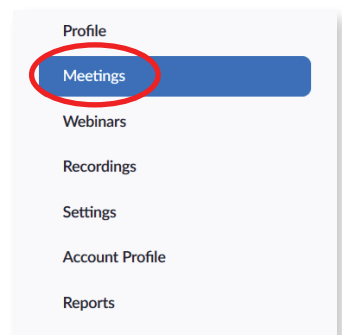 Profile
Meetings
Webinars
Recordings
Settings
Account Profile
Reports